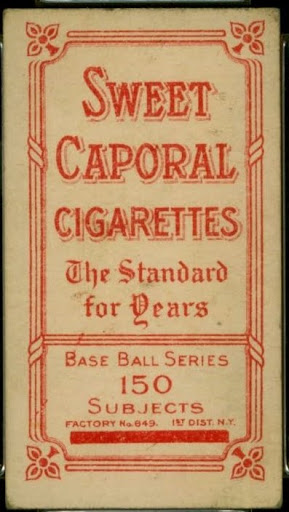 SWEET
CAPORAL
CIGARETTES
The Standard
for Years
BASE BALL SERIES
150
SUBJECTS
FACTORY No. 649. 1ST DIST. N.Y.